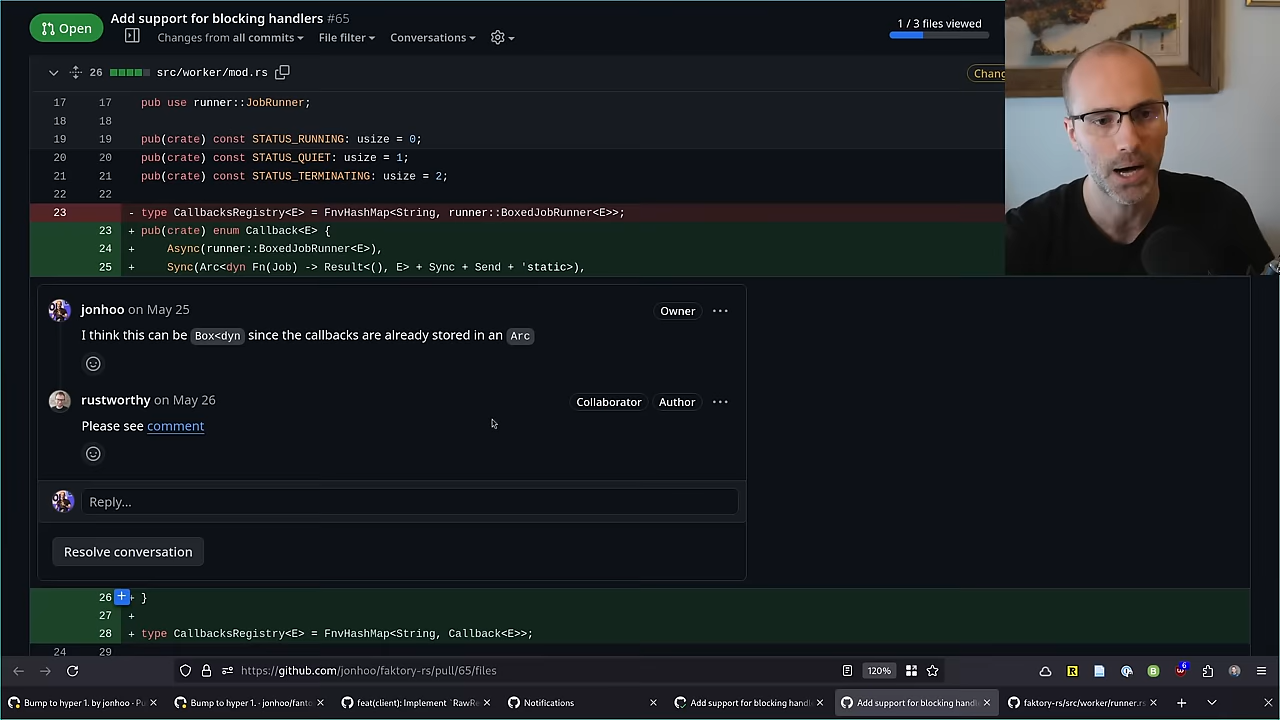 Open
Add support for blocking handlers #65
Changes from all commits
File filter
Conversations
1 / 3 files viewed
26
src/worker/mod.rs
Chang
17 17 pub use runner::JobRunner;
18 18
19 19 pub(crate) const STATUS_RUNNING: usize = 0;
20 20 pub(crate) const STATUS_QUIET: usize = 1;
21 21 pub(crate) const STATUS_TERMINATING: usize = 2;
22 22
23 - type CallbacksRegistry<E> = FnvHashMap<String, runner::BoxedJobRunner<E>>;
23 + pub(crate) enum Callback<E> {
24 + Async(runner::BoxedJobRunner<E>),
25 + Sync(Arc<dyn Fn(Job) -> Result<(), E> + Sync + Send + 'static>),
jonhoo on May 25
Owner
I think this can be Box<dyn since the callbacks are already stored in an Arc
rustworthy on May 26
Collaborator
Author
Please see comment
Reply...
Resolve conversation
26 + }
27 +
28 + type CallbacksRegistry<E> = FnvHashMap<String, Callback<E>>;
24 29
https://github.com/jonhoo/faktory-rs/pull/65/files
120%
6
Bump to hyper 1. by jonhoo · Pu
Bump to hyper 1. · jonhoo/fanto
feat(client): Implement `RawRe
Notifications
Add support for blocking handl
Add support for blocking handl
faktory-rs/src/worker/runner.rs